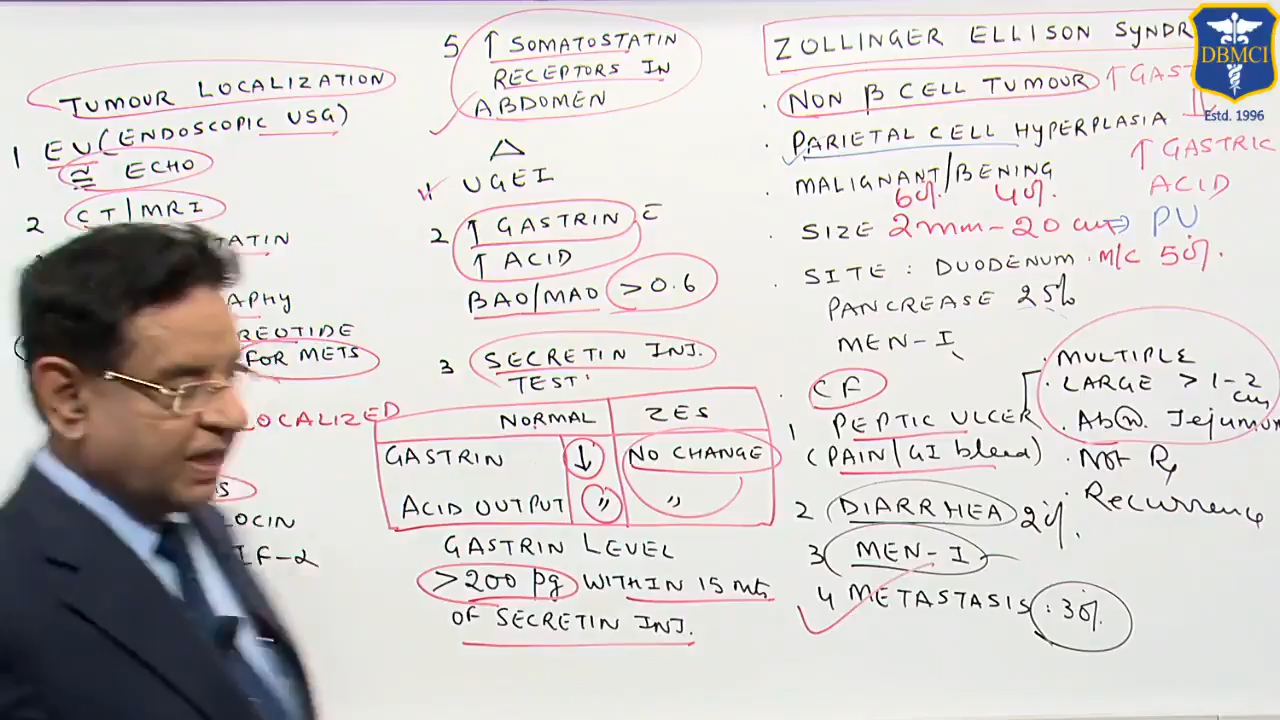 TUMOUR LOCALIZATION
1 EU (ENDOSCOPIC USG)
≅ ECHO
2 CT/MRI
TATIN
APHY
REOTIDE
FOR METS
LOCALIZED
S
LOCIN
IF-2
5 ↑ SOMATOSTATIN
RECEPTORS IN
ABDOMEN
△
UGEI
2 ↑ GASTRIN c̄
↑ ACID
BAO/MAO > 0.6
3 SECRETIN INJ.
TEST
NORMAL ZES
GASTRIN ↓ NO CHANGE
ACID OUTPUT " "
GASTRIN LEVEL
>200 pg WITHIN 15 mts
OF SECRETIN INJ.
ZOLLINGER ELLISON SYNDR
· NON β CELL TUMOUR ↑ GAST
· PARIETAL CELL HYPERPLASIA
↑ GASTRIC
ACID
· MALIGNANT/BENING
60% 40%.
· SIZE 2mm-20 cm ⇒ PU
· SITE : DUODENUM. M/C 50%.
PANCREASE 25%
MEN-I
· CF
1 PEPTIC ULCER
(PAIN/GI bleed)
· MULTIPLE
· LARGE > 1-2
cm
· Ab(N). Jejunum
· Not Rx
Recurrence
2 DIARRHEA 2%.
3 MEN-I
4 METASTASIS : 30%.
DBMCI
Estd. 1996